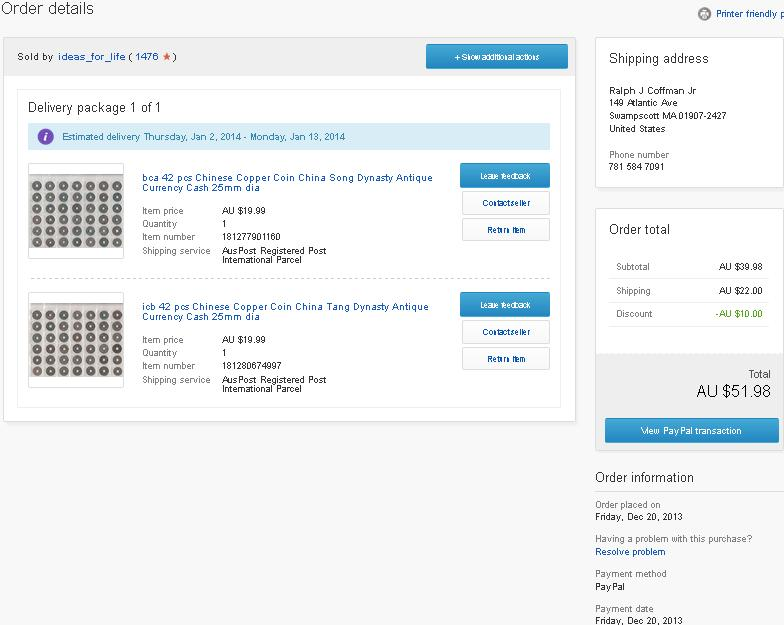 Order details
Printer friendly p
Sold by ideas_for_life ( 1476 ★ )
+ Show additional actions
Delivery package 1 of 1
Estimated delivery Thursday, Jan 2, 2014 - Monday, Jan 13, 2014
bca 42 pcs Chinese Copper Coin China Song Dynasty Antique
Currency Cash 25mm dia
Item price AU $19.99
Quantity 1
Item number 181277901160
Shipping service AusPost Registered Post
International Parcel
Leave feedback
Contact seller
Return item
icb 42 pcs Chinese Copper Coin China Tang Dynasty Antique
Currency Cash 25mm dia
Item price AU $19.99
Quantity 1
Item number 181280674997
Shipping service AusPost Registered Post
International Parcel
Leave feedback
Contact seller
Return item
Shipping address
Ralph J Coffman Jr
149 Atlantic Ave
Swampscott MA 01907-2427
United States
Phone number
781 584 7091
Order total
Subtotal AU $39.98
Shipping AU $22.00
Discount -AU $10.00
Total
AU $51.98
View PayPal transaction
Order information
Order placed on
Friday, Dec 20, 2013
Having a problem with this purchase?
Resolve problem
Payment method
PayPal
Payment date
Friday, Dec 20, 2013